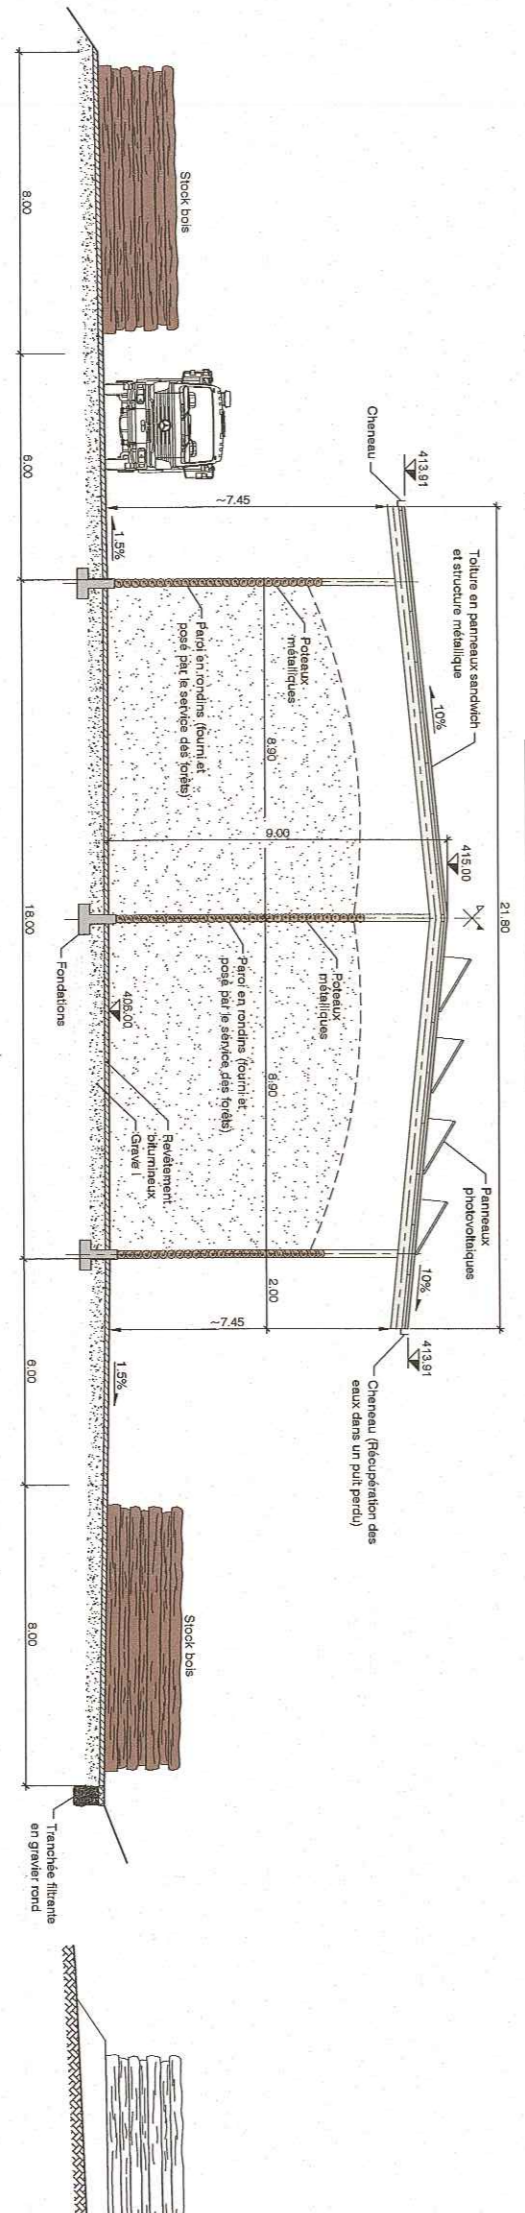 21.80
413.91
Cheneau
Toiture en panneaux sandwich
et structure métallique
10%
415.00
Panneaux
photovoltaïques
10%
413.91
Cheneau (Récupération des
eaux dans un puit perdu)
Stock bois
~7.45
1.5%
Poteaux
métalliques
Paroi en rondins (fourni et
posé par le service des forêts)
8.90
9.00
Poteaux
métalliques
Paroi en rondins (fourni et
posé par le service des forêts)
8.90
406.00
Revêtement
bitumineux
Grave I
Fondations
2.00
~7.45
1.5%
Stock bois
Tranchée filtrante
en gravier rond
8.00
6.00
18.00
6.00
8.00